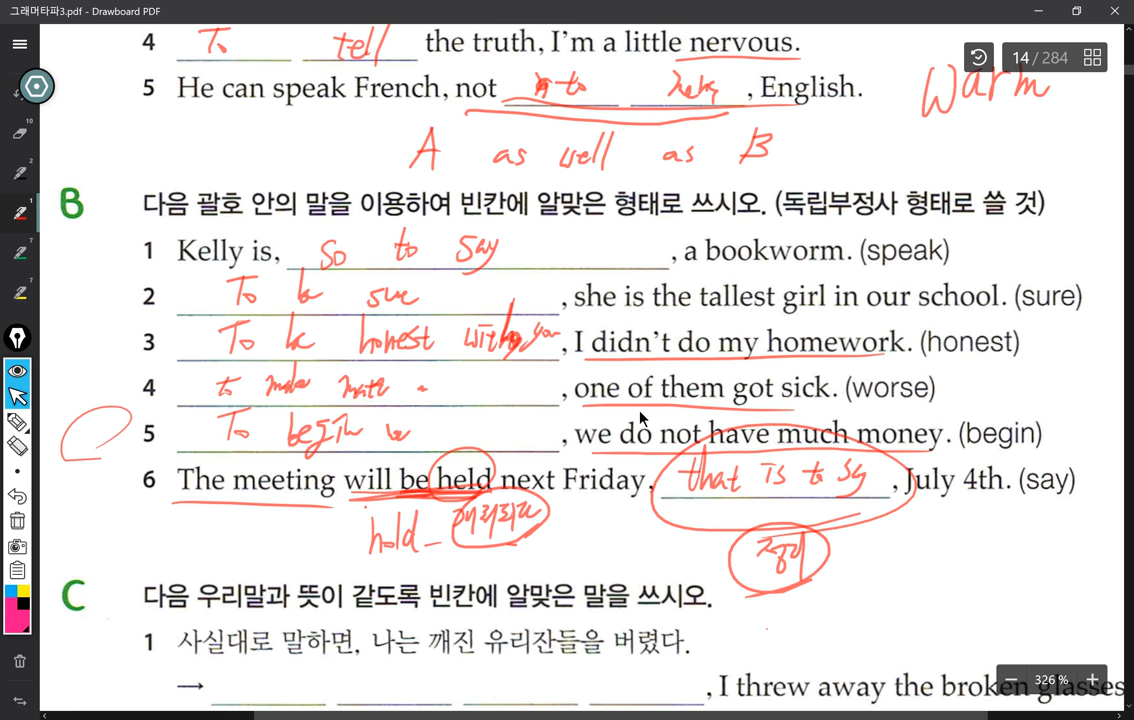 그래머타파3.pdf - Drawboard PDF
14 / 284
4 To tell the truth, I'm a little nervous.
5 He can speak French, not to , English.
Warm
A as well as B
B 다음 괄호 안의 말을 이용하여 빈칸에 알맞은 형태로 쓰시오. (독립부정사 형태로 쓸 것)
1 Kelly is, so to say , a bookworm. (speak)
2 To be sure , she is the tallest girl in our school. (sure)
3 To be honest with you , I didn't do my homework. (honest)
4 to make , one of them got sick. (worse)
5 To begin w , we do not have much money. (begin)
6 The meeting will be held next Friday, that is to say , July 4th. (say)
hold -
C 다음 우리말과 뜻이 같도록 빈칸에 알맞은 말을 쓰시오.
1 사실대로 말하면, 나는 깨진 유리잔들을 버렸다.
→ , I threw away the broken glasses
326 %
10
2
1
7
7